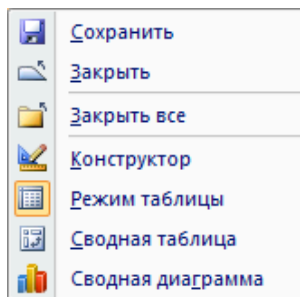 Сохранить
Закрыть
Закрыть все
Конструктор
Режим таблицы
Сводная таблица
Сводная диаграмма